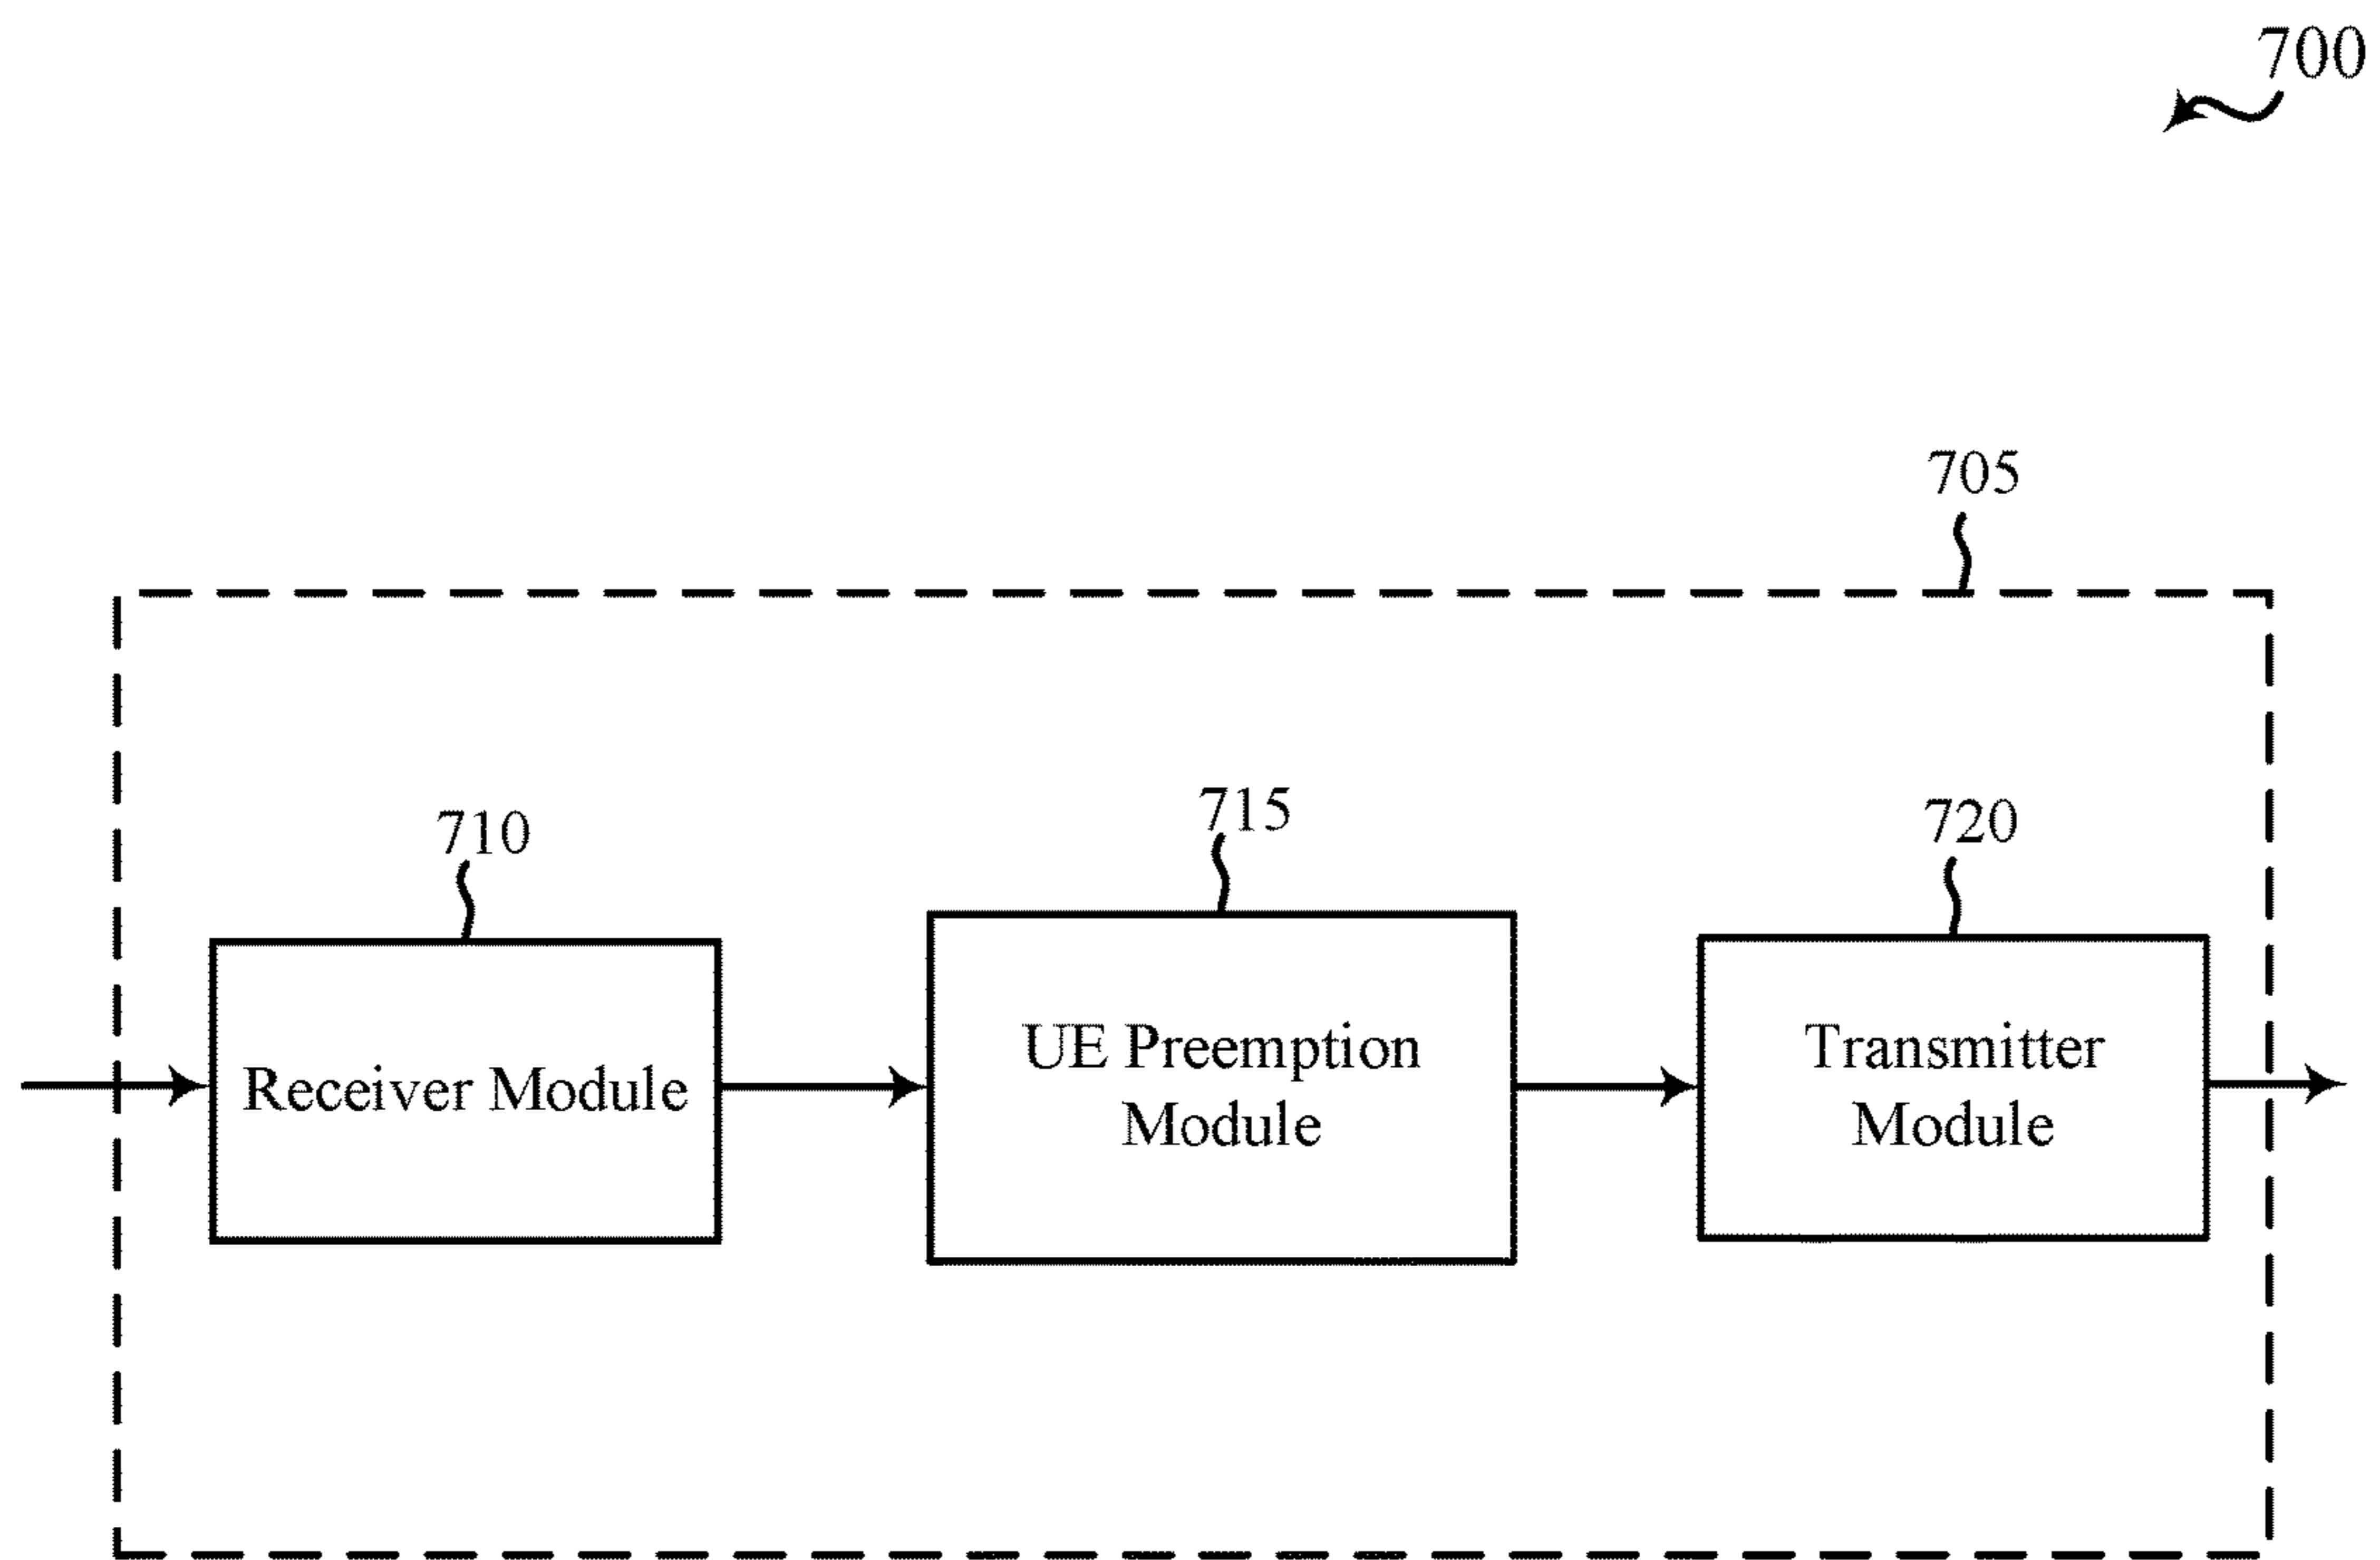 700
705
710
715
720
Receiver Module
UE Preemption
Module
Transmitter
Module